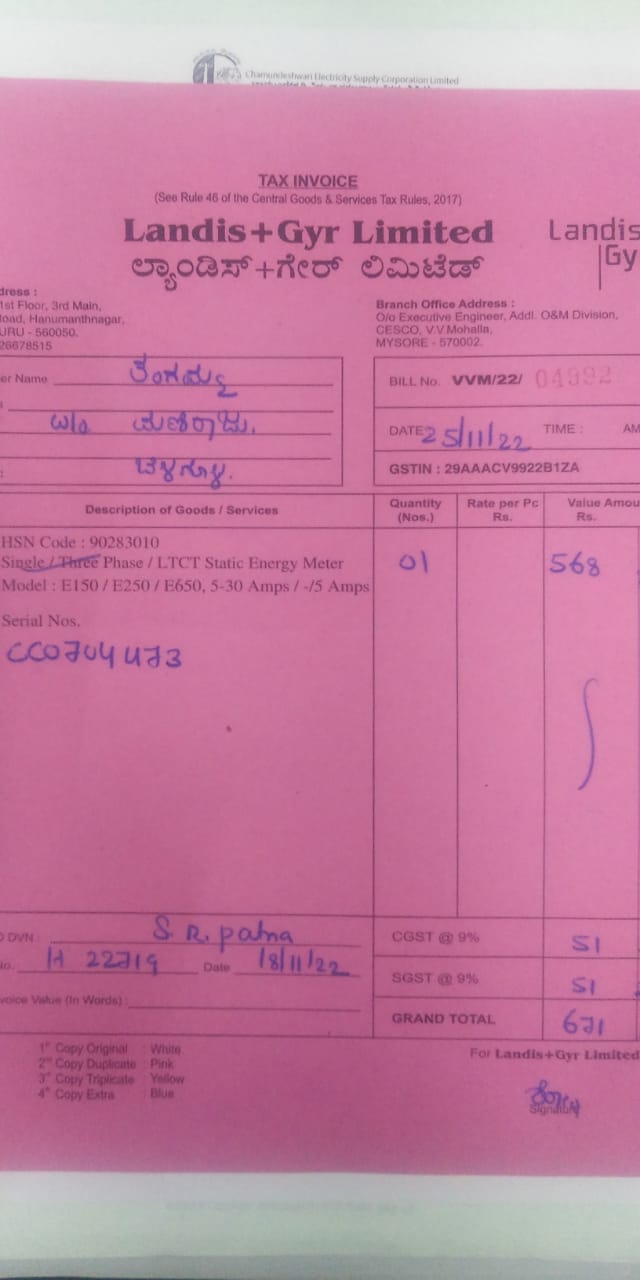 Chamundeshwari Electricity Supply Corporation Limited
TAX INVOICE
(See Rule 46 of the Central Goods & Services Tax Rules, 2017)
Landis+Gyr Limited
ಲ್ಯಾಂಡಿಸ್+ಗೇರ್ ಲಿಮಿಟೆಡ್
Landis
Gy
dress :
1st Floor, 3rd Main,
oad, Hanumanthnagar,
URU - 560050.
26678515
Branch Office Address :
O/o Executive Engineer, Addl. O&M Division,
CESCO, V.V.Mohalla,
MYSORE - 570002.
er Name ತಂಗಮ್ಮ
w/o
BILL No. VVM/22/ 04992
DATE 25/11/22 TIME : AM
GSTIN : 29AAACV9922B1ZA
Description of Goods / Services
Quantity (Nos.)
Rate per Pc Rs.
Value Amou Rs.
HSN Code : 90283010
Single / Three Phase / LTCT Static Energy Meter 01 568
Model : E150 / E250 / E650, 5-30 Amps / -/5 Amps
Serial Nos.
CC0704473
DVN : S. R. patna
No. 22719 Date 18/11/22
voice Value (In Words) :
CGST @ 9% 51
SGST @ 9% 51
GRAND TOTAL 671
1st Copy Original : White
2nd Copy Duplicate : Pink
3rd Copy Triplicate : Yellow
4th Copy Extra : Blue
For Landis+Gyr Limited
Signature